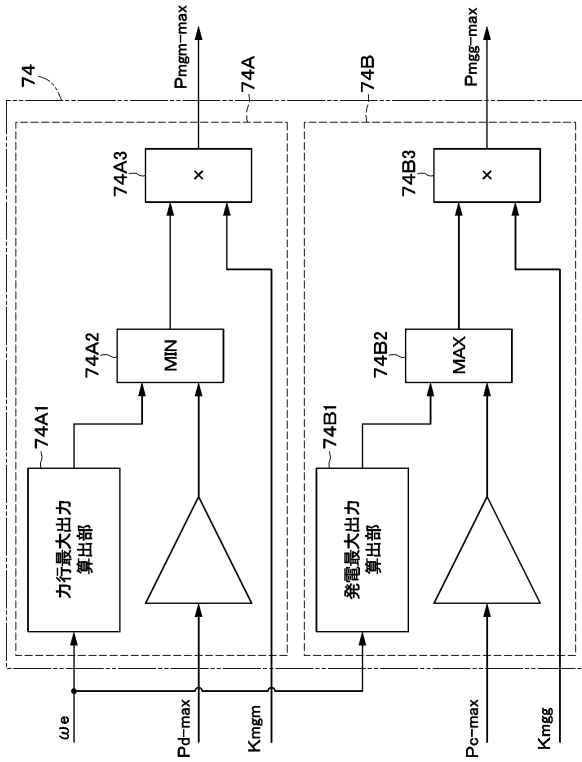 74
74A
74A1
力行最大出力
算出部
74A2
MIN
74A3
×
Pmgm-max
ωe
Pd-max
Kmgm
74B
74B1
発電最大出力
算出部
74B2
MAX
74B3
×
Pmgg-max
Pc-max
Kmgg